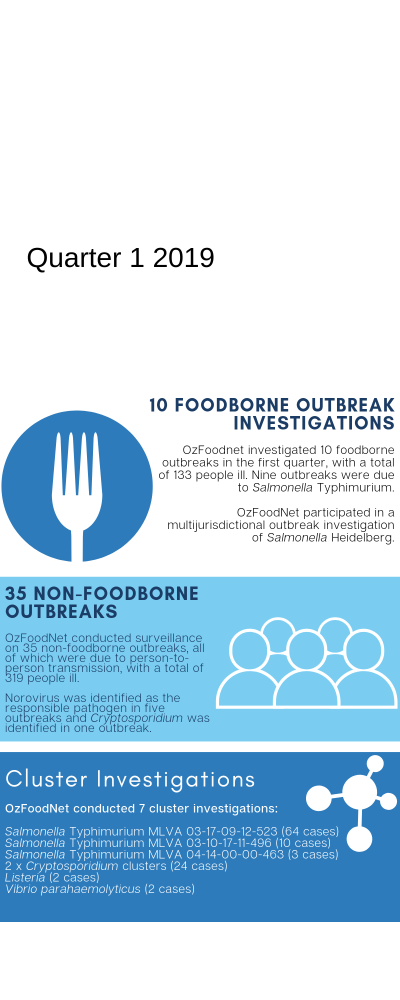 Quarter 1 2019
10 FOODBORNE OUTBREAK
INVESTIGATIONS
OzFoodnet investigated 10 foodborne
outbreaks in the first quarter, with a total
of 133 people ill. Nine outbreaks were due
to Salmonella Typhimurium.
OzFoodNet participated in a
multijurisdictional outbreak investigation
of Salmonella Heidelberg.
35 NON-FOODBORNE
OUTBREAKS
OzFoodNet conducted surveillance
on 35 non-foodborne outbreaks, all
of which were due to person-to-
person transmission, with a total of
319 people ill.
Norovirus was identified as the
responsible pathogen in five
outbreaks and Cryptosporidium was
identified in one outbreak.
Cluster Investigations
OzFoodNet conducted 7 cluster investigations:
Salmonella Typhimurium MLVA 03-17-09-12-523 (64 cases)
Salmonella Typhimurium MLVA 03-10-17-11-496 (10 cases)
Salmonella Typhimurium MLVA 04-14-00-00-463 (3 cases)
2 x Cryptosporidium clusters (24 cases)
Listeria (2 cases)
Vibrio parahaemolyticus (2 cases)